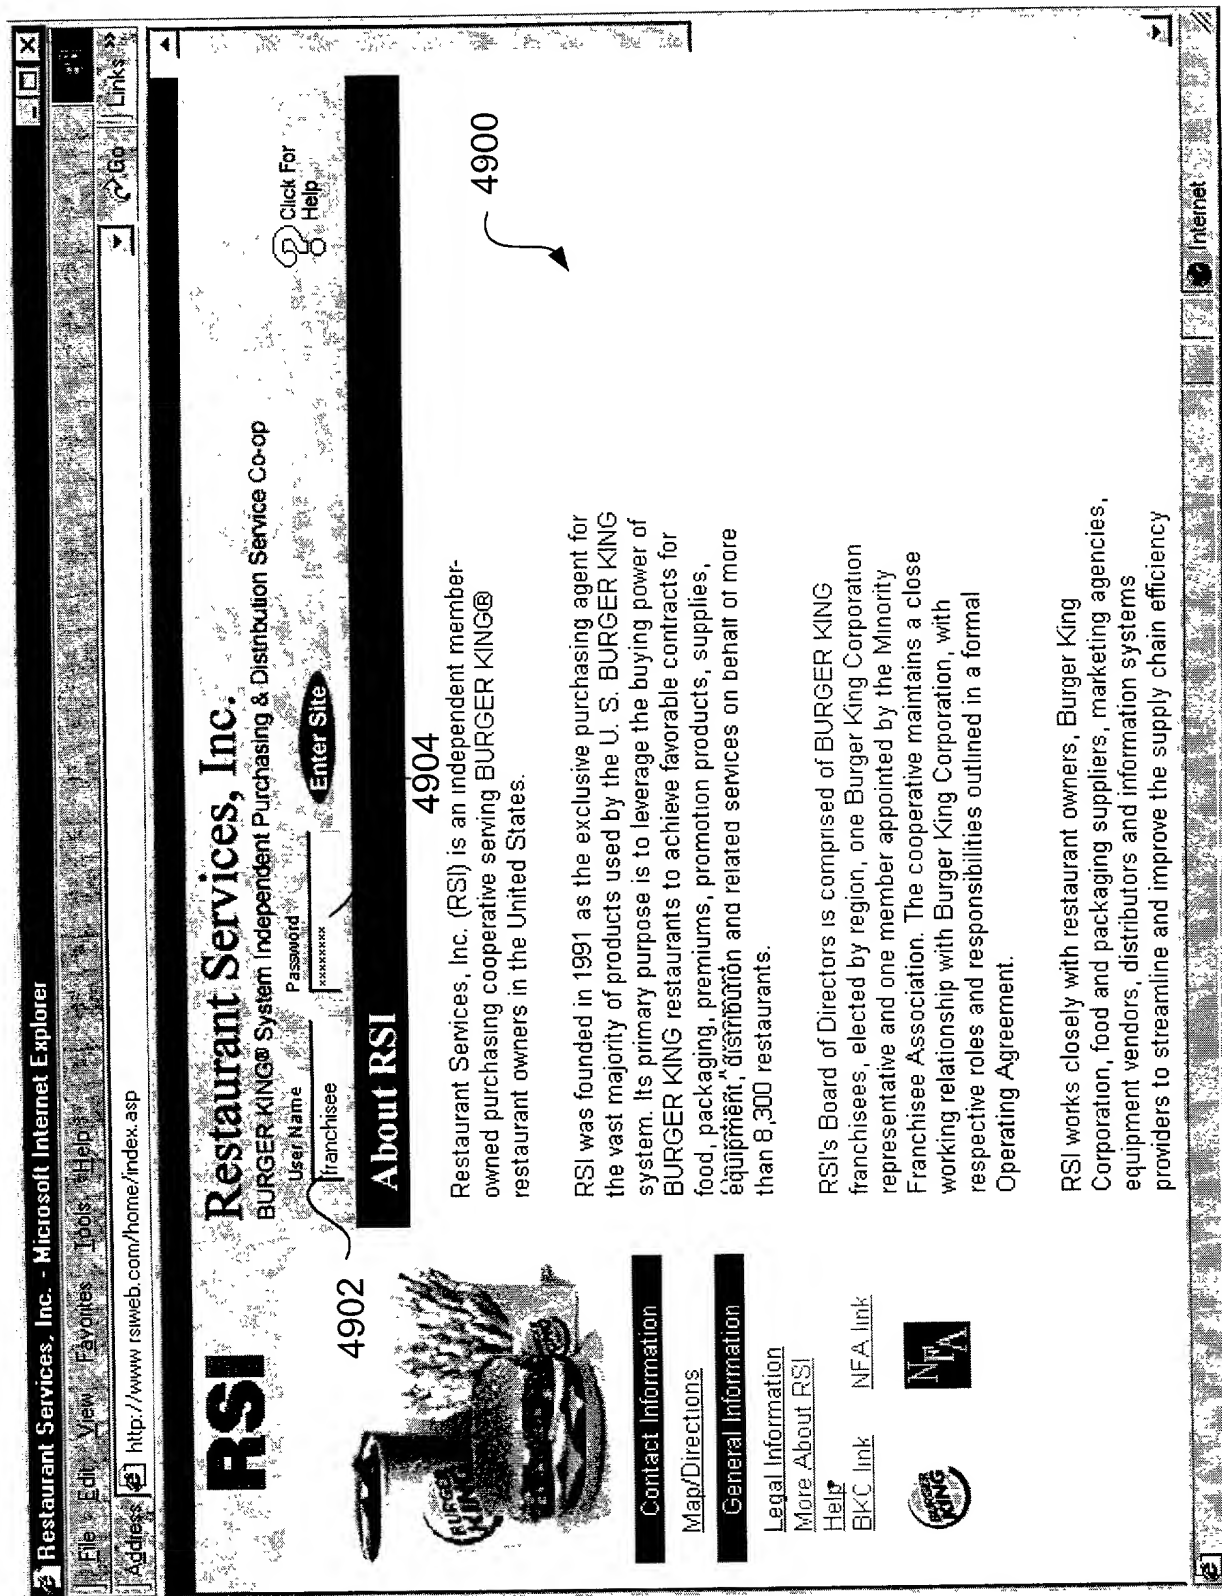 Restaurant Services, Inc. - Microsoft Internet Explorer
File Edit View Favorites Tools Help
Address http://www.rsiweb.com/home/index.asp Go Links »
RSI
Restaurant Services, Inc.
BURGER KING® System Independent Purchasing & Distribution Service Co-op
User Name Password
franchisee xxxxxxxx Enter Site Click For Help
4902
4904
4900
About RSI
Restaurant Services, Inc. (RSI) is an independent member-
owned purchasing cooperative serving BURGER KING®
restaurant owners in the United States.
RSI was founded in 1991 as the exclusive purchasing agent for
the vast majority of products used by the U. S. BURGER KING
system. Its primary purpose is to leverage the buying power of
BURGER KING restaurants to achieve favorable contracts for
food, packaging, premiums, promotion products, supplies,
equipment, distribution and related services on behalf of more
than 8,300 restaurants.
RSI's Board of Directors is comprised of BURGER KING
franchisees, elected by region, one Burger King Corporation
representative and one member appointed by the Minority
Franchisee Association. The cooperative maintains a close
working relationship with Burger King Corporation, with
respective roles and responsibilities outlined in a formal
Operating Agreement.
RSI works closely with restaurant owners, Burger King
Corporation, food and packaging suppliers, marketing agencies,
equipment vendors, distributors and information systems
providers to streamline and improve the supply chain efficiency
BURGER KING
Contact Information
Map/Directions
General Information
Legal Information
More About RSI
Help
BKC link NFA link
BURGER KING NFA
Internet